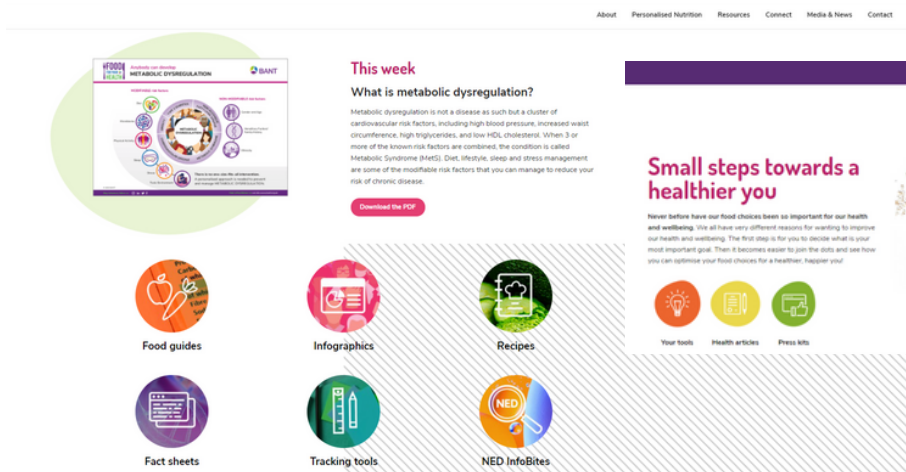 About Personalised Nutrition Resources Connect Media & News Contact
Anybody can develop
METABOLIC DYSREGULATION
BANT
This week
What is metabolic dysregulation?
Metabolic dysregulation is not a disease as such but a cluster of
cardiovascular risk factors, including high blood pressure, increased waist
circumference, high triglycerides, and low HDL cholesterol. When 3 or
more of the known risk factors are combined, the condition is called
Metabolic Syndrome (MetS). Diet, lifestyle, sleep and stress management
are some of the modifiable risk factors that you can manage to reduce your
risk of chronic disease.
Download the PDF
Small steps towards a
healthier you
Never before have our food choices been so important for our health
and wellbeing. We all have very different reasons for wanting to improve
our health and wellbeing. The first step is for you to decide what is your
most important goal. Then it becomes easier to join the dots and see how
you can optimise your food choices for a healthier, happier you!
Your tools Health articles Press kits
Food guides Infographics Recipes
NED
Fact sheets Tracking tools NED InfoBites